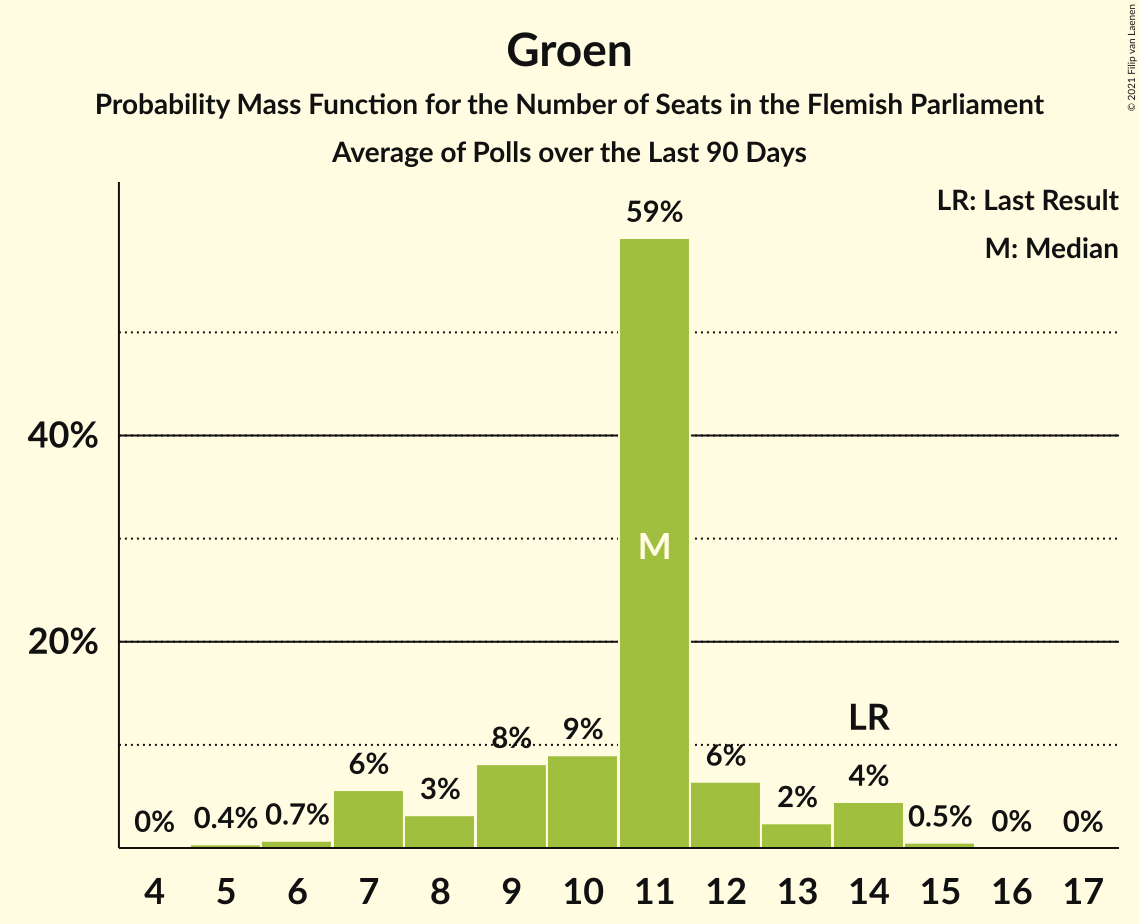 Groen
Probability Mass Function for the Number of Seats in the Flemish Parliament
Average of Polls over the Last 90 Days
© 2021 Filip van Laenen
LR: Last Result
M: Median
59%
40%
M
20%
LR
9%
8%
6%
6%
4%
3%
2%
0.7%
0.5%
0.4%
0%
0%
0%
4 5 6 7 8 9 10 11 12 13 14 15 16 17